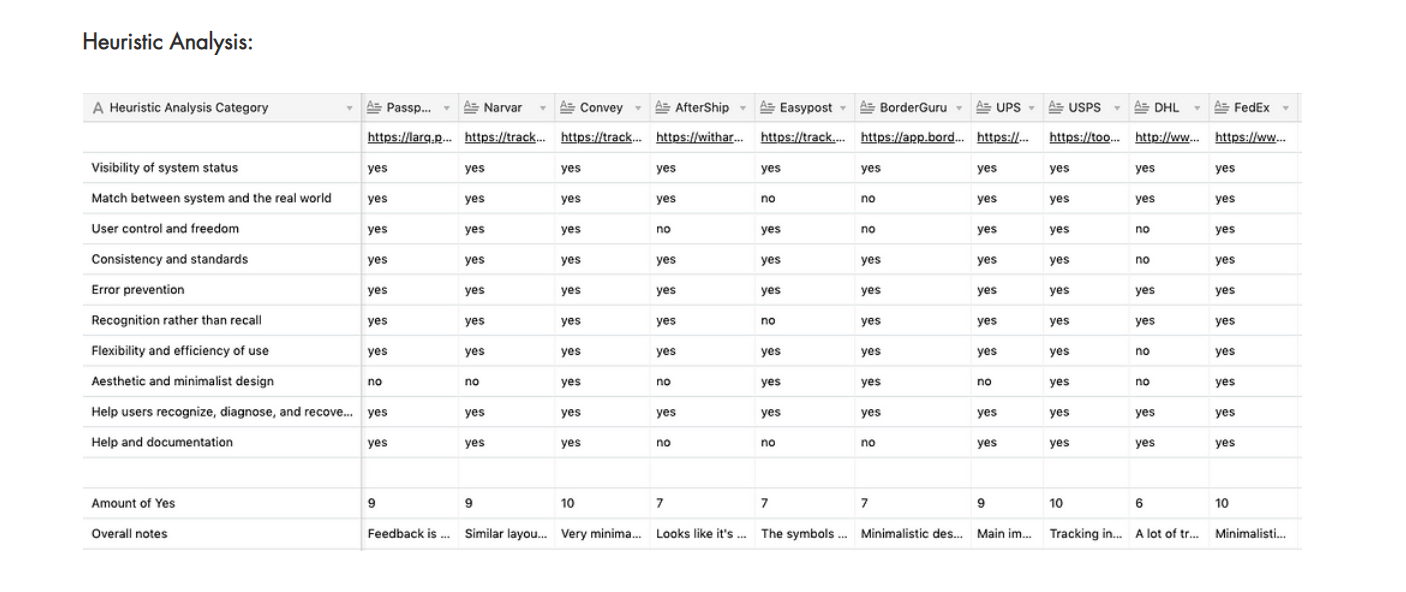 Heuristic Analysis:
Heuristic Analysis Category Passp... Narvar Convey AfterShip Easypost BorderGuru UPS USPS DHL FedEx
https://larq.p... https://track... https://track... https://withar... https://track.... https://app.bord... https://... https://too... http://ww... https://ww...
Visibility of system status yes yes yes yes yes yes yes yes yes yes
Match between system and the real world yes yes yes yes no no yes yes yes yes
User control and freedom yes yes yes no yes no yes yes no yes
Consistency and standards yes yes yes yes yes yes yes yes no yes
Error prevention yes yes yes yes yes yes yes yes yes yes
Recognition rather than recall yes yes yes yes no yes yes yes yes yes
Flexibility and efficiency of use yes yes yes yes yes yes yes yes no yes
Aesthetic and minimalist design no no yes no yes yes no yes no yes
Help users recognize, diagnose, and recove... yes yes yes yes yes yes yes yes yes yes
Help and documentation yes yes yes no no no yes yes yes yes
Amount of Yes 9 9 10 7 7 7 9 10 6 10
Overall notes Feedback is ... Similar layou... Very minima... Looks like it's ... The symbols ... Minimalistic des... Main im... Tracking in... A lot of tr... Minimalisti...